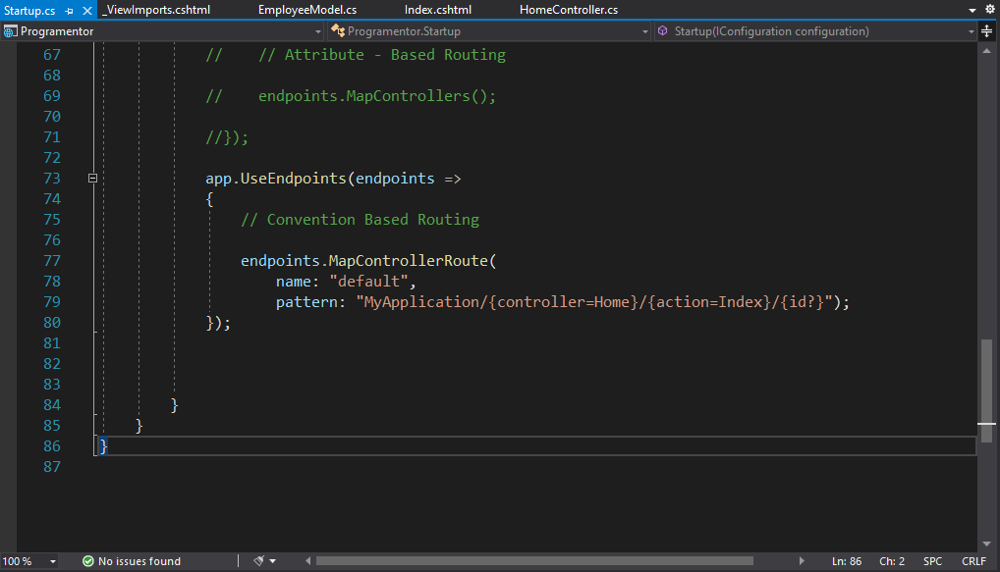 Startup.cs _ViewImports.cshtml EmployeeModel.cs Index.cshtml HomeController.cs
Programentor Programentor.Startup Startup(IConfiguration configuration)
67 // // Attribute - Based Routing
68
69 // endpoints.MapControllers();
70
71 //});
72
73 app.UseEndpoints(endpoints =>
74 {
75 // Convention Based Routing
76
77 endpoints.MapControllerRoute(
78 name: "default",
79 pattern: "MyApplication/{controller=Home}/{action=Index}/{id?}");
80 });
81
82
83
84 }
85 }
86 }
87
100 % No issues found Ln: 86 Ch: 2 SPC CRLF